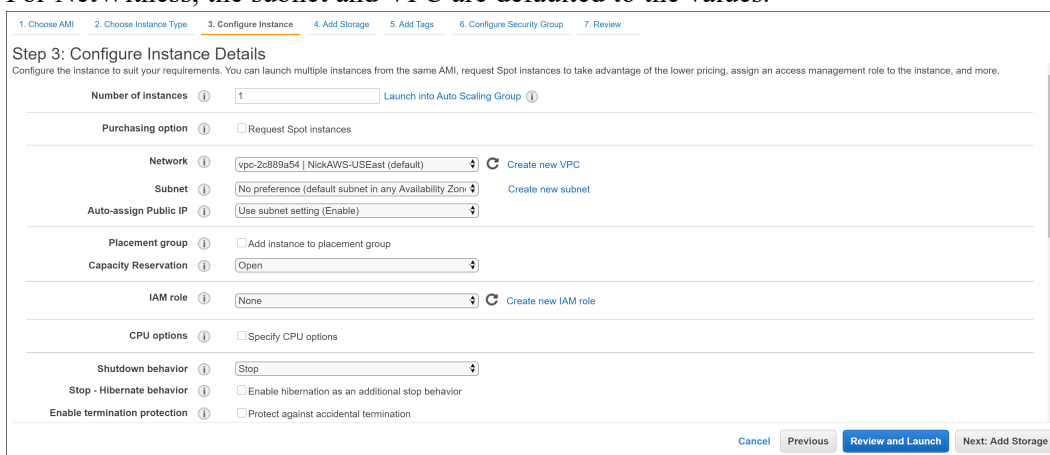 For NetWitness, the subnet and VPC are defaulted to the values.
1. Choose AMI 2. Choose Instance Type 3. Configure Instance 4. Add Storage 5. Add Tags 6. Configure Security Group 7. Review
Step 3: Configure Instance Details
Configure the instance to suit your requirements. You can launch multiple instances from the same AMI, request Spot instances to take advantage of the lower pricing, assign an access management role to the instance, and more.
Number of instances i 1 Launch into Auto Scaling Group i
Purchasing option i Request Spot instances
Network i vpc-2c889a54 | NickAWS-USEast (default) Create new VPC
Subnet i No preference (default subnet in any Availability Zon Create new subnet
Auto-assign Public IP i Use subnet setting (Enable)
Placement group i Add instance to placement group
Capacity Reservation i Open
IAM role i None Create new IAM role
CPU options i Specify CPU options
Shutdown behavior i Stop
Stop - Hibernate behavior i Enable hibernation as an additional stop behavior
Enable termination protection i Protect against accidental termination
Cancel Previous Review and Launch Next: Add Storage